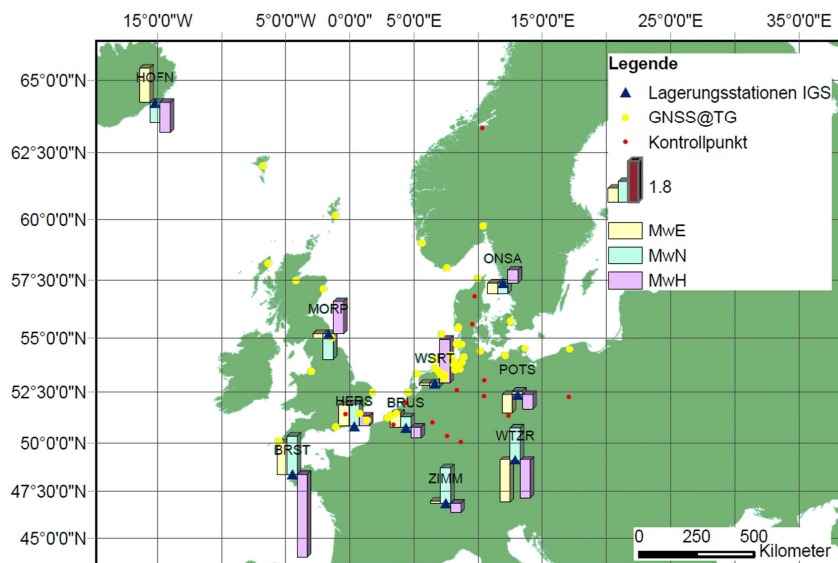 15°0'0"W
5°0'0"W
0°0'0"
5°0'0"E
15°0'0"E
25°0'0"E
35°0'0"E
65°0'0"N
62°30'0"N
60°0'0"N
57°30'0"N
55°0'0"N
52°30'0"N
50°0'0"N
47°30'0"N
45°0'0"N
HOFN
ONSA
MORP
WSRT
POTS
HERS
BRUS
BRST
WTZR
ZIMM
Legende
Lagerungsstationen IGS
GNSS@TG
Kontrollpunkt
1.8
MwE
MwN
MwH
0 250 500
Kilometer